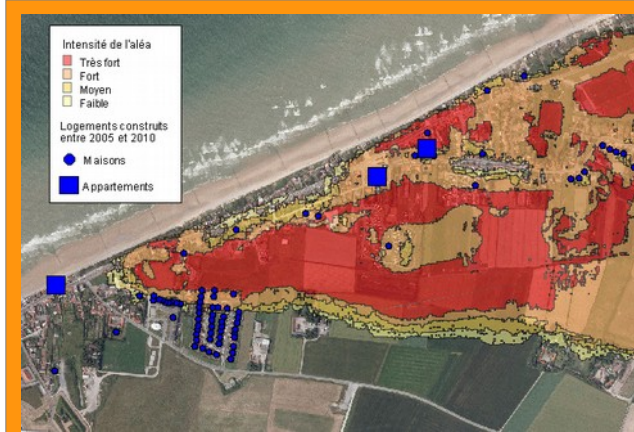 Intensité de l'aléa
Très fort
Fort
Moyen
Faible
Logements construits
entre 2005 et 2010
Maisons
Appartements